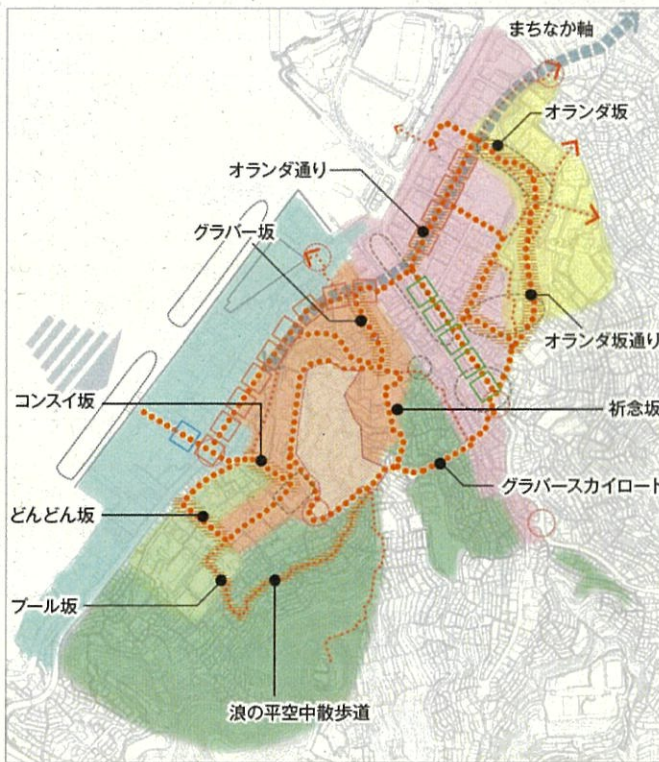 まちなか軸
オランダ坂
オランダ通り
グラバー坂
オランダ坂通り
コンスイ坂
祈念坂
グラバースカイロード
どんどん坂
プール坂
浪の平空中散歩道